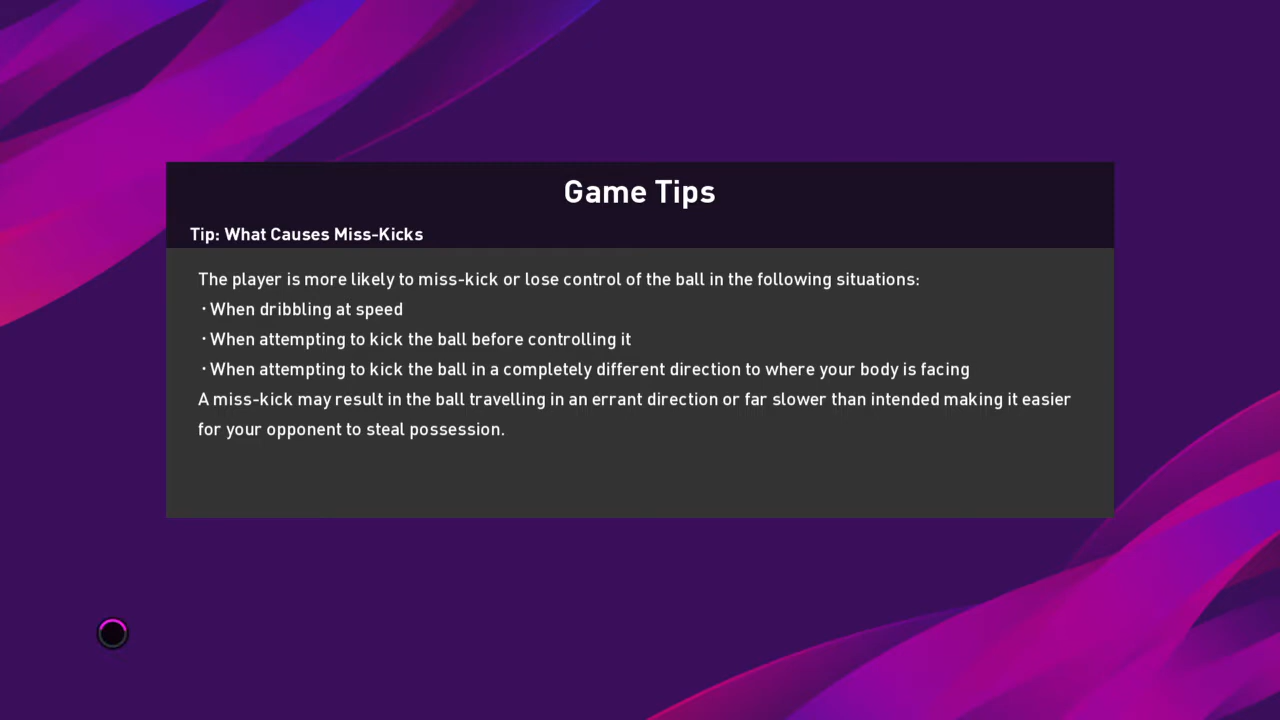 Game Tips
Tip: What Causes Miss-Kicks
The player is more likely to miss-kick or lose control of the ball in the following situations:
・When dribbling at speed
・When attempting to kick the ball before controlling it
・When attempting to kick the ball in a completely different direction to where your body is facing
A miss-kick may result in the ball travelling in an errant direction or far slower than intended making it easier
for your opponent to steal possession.